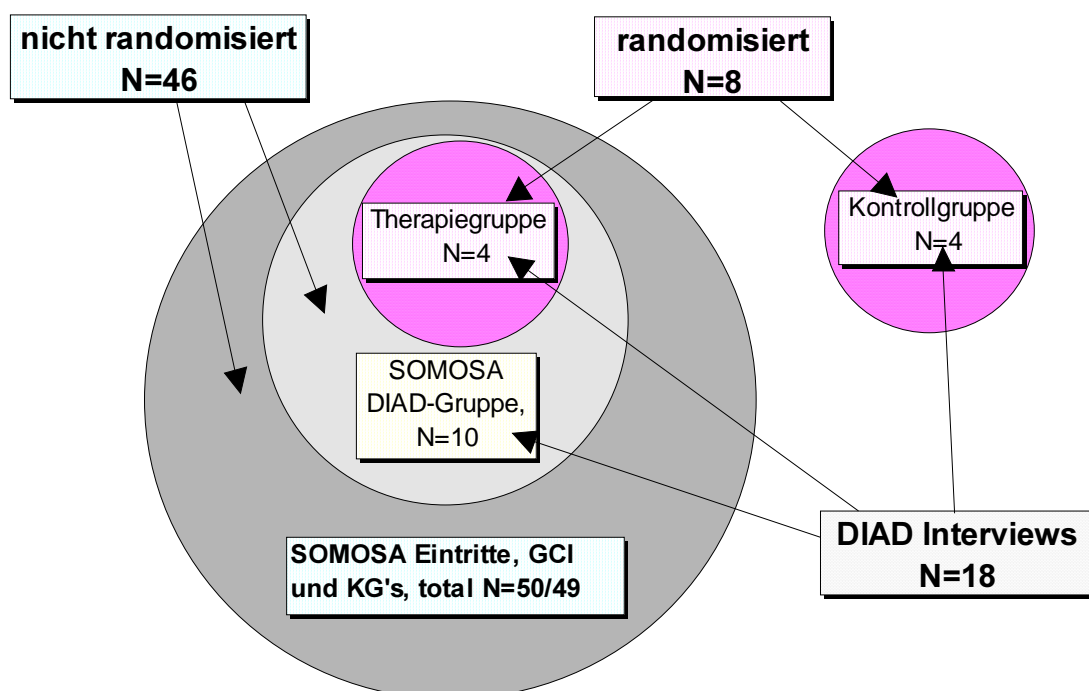 nicht randomisiert
N=46
randomisiert
N=8
Therapiegruppe
N=4
Kontrollgruppe
N=4
SOMOSA
DIAD-Gruppe,
N=10
DIAD Interviews
N=18
SOMOSA Eintritte, GCI
und KG's, total N=50/49